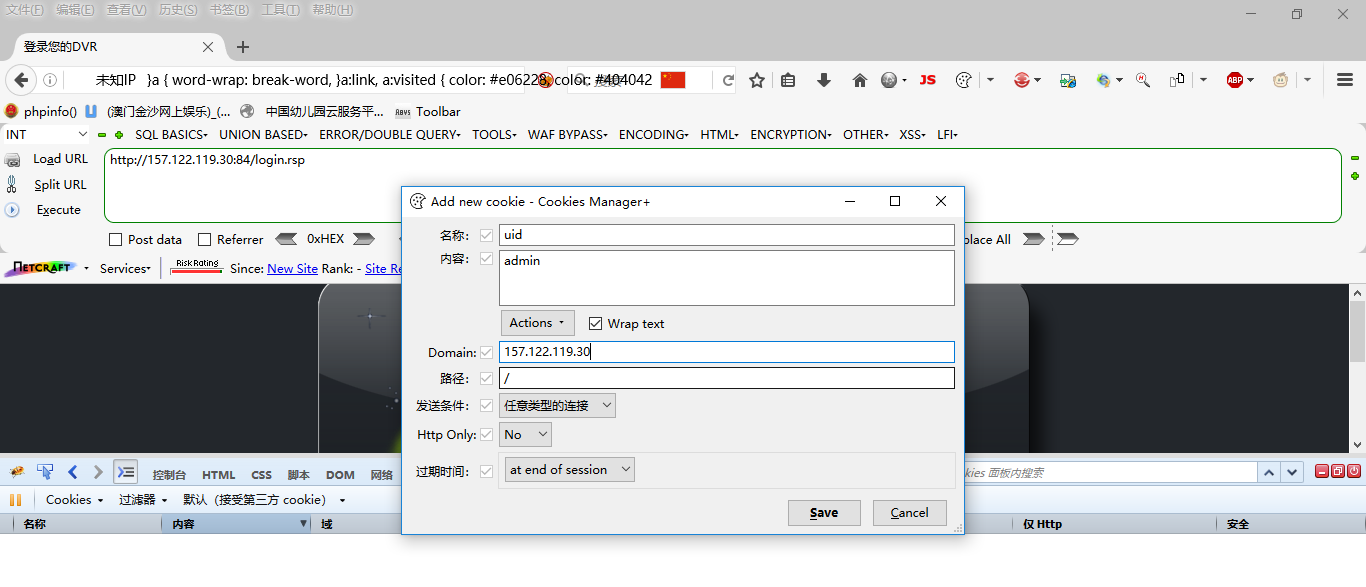 文件(F) 编辑(E) 查看(V) 历史(S) 书签(B) 工具(T) 帮助(H)
登录您的DVR
未知IP }a { word-wrap: break-word, }a:link, a:visited { color: #e06228, color: #404042
JS ABP
phpinfo() (澳门金沙网上娱乐)_(... 中国幼儿园云服务平... Toolbar
INT SQL BASICS UNION BASED ERROR/DOUBLE QUERY TOOLS WAF BYPASS ENCODING HTML ENCRYPTION OTHER XSS LFI
Load URL http://157.122.119.30:84/login.rsp
Split URL
Execute
Post data Referrer 0xHEX place All
NETCRAFT Services Risk Rating Since: New Site Rank: - Site Re
Add new cookie - Cookies Manager+
名称: uid
内容: admin
Actions Wrap text
Domain: 157.122.119.30
路径: /
发送条件: 任意类型的连接
Http Only: No
过期时间: at end of session
Save Cancel
控制台 HTML CSS 脚本 DOM 网络 kies 面板内搜索
Cookies 过滤器 默认（接受第三方 cookie）
名称 内容 域 仅 Http 安全